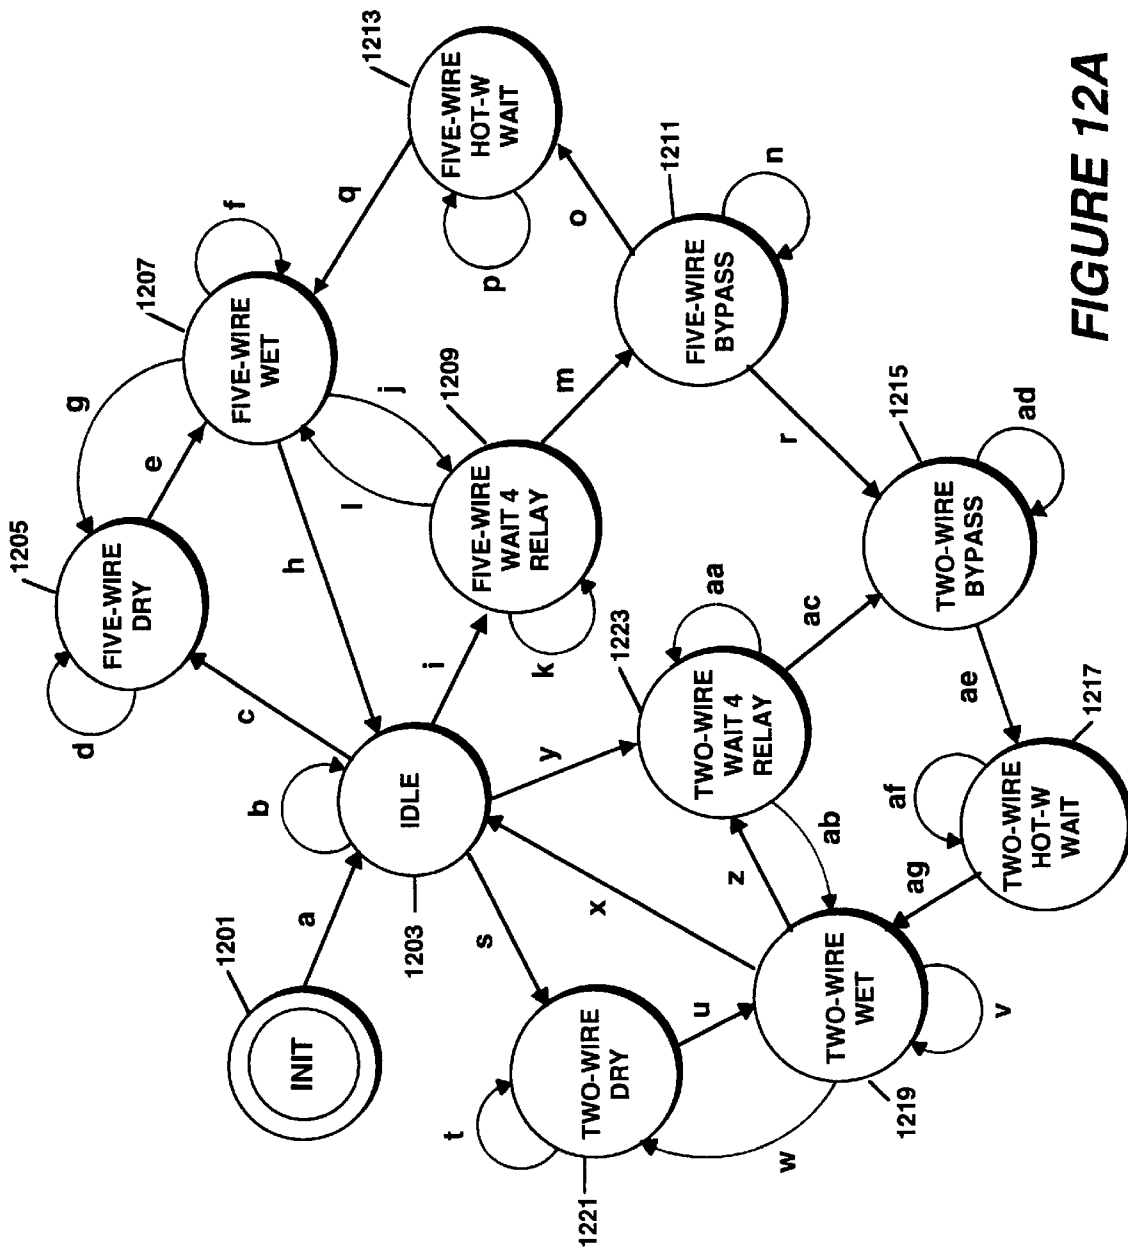 1205
d
FIVE-WIRE
DRY
g
e
1207
FIVE-WIRE
WET
f
1213
FIVE-WIRE
HOT-W
WAIT
q
p
1201
INIT
a
b
c
h
l
j
IDLE
1203
i
1209
FIVE-WIRE
WAIT 4
RELAY
k
m
o
1211
FIVE-WIRE
BYPASS
n
s
x
y
1223
t
TWO-WIRE
DRY
1221
u
z
TWO-WIRE
WAIT 4
RELAY
aa
r
w
ab
ac
1215
TWO-WIRE
WET
1219
v
ag
af
TWO-WIRE
BYPASS
ad
ae
TWO-WIRE
HOT-W
WAIT
1217
FIGURE 12A